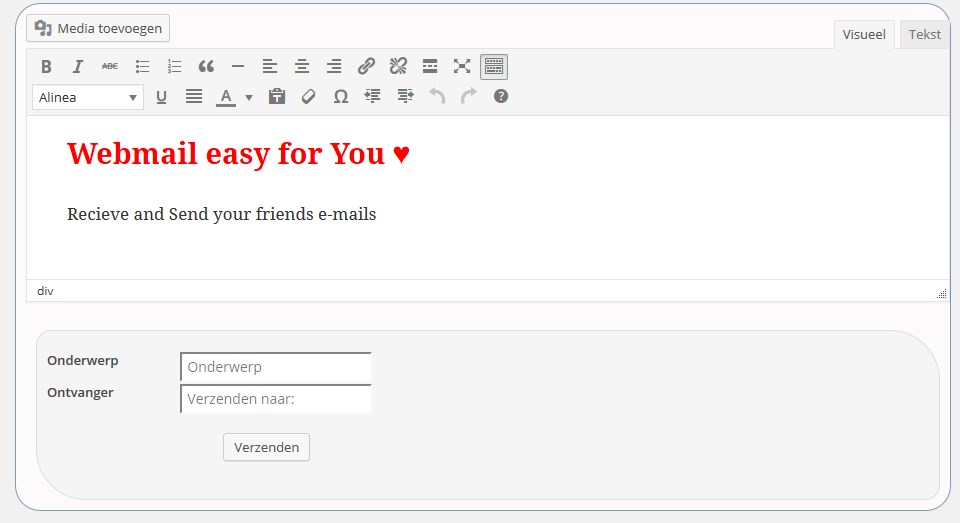 Media toevoegen
Visueel Tekst
B I ABC
Alinea U A Ω ?
Webmail easy for You ♥
Recieve and Send your friends e-mails
div
Onderwerp Onderwerp
Ontvanger Verzenden naar:
Verzenden